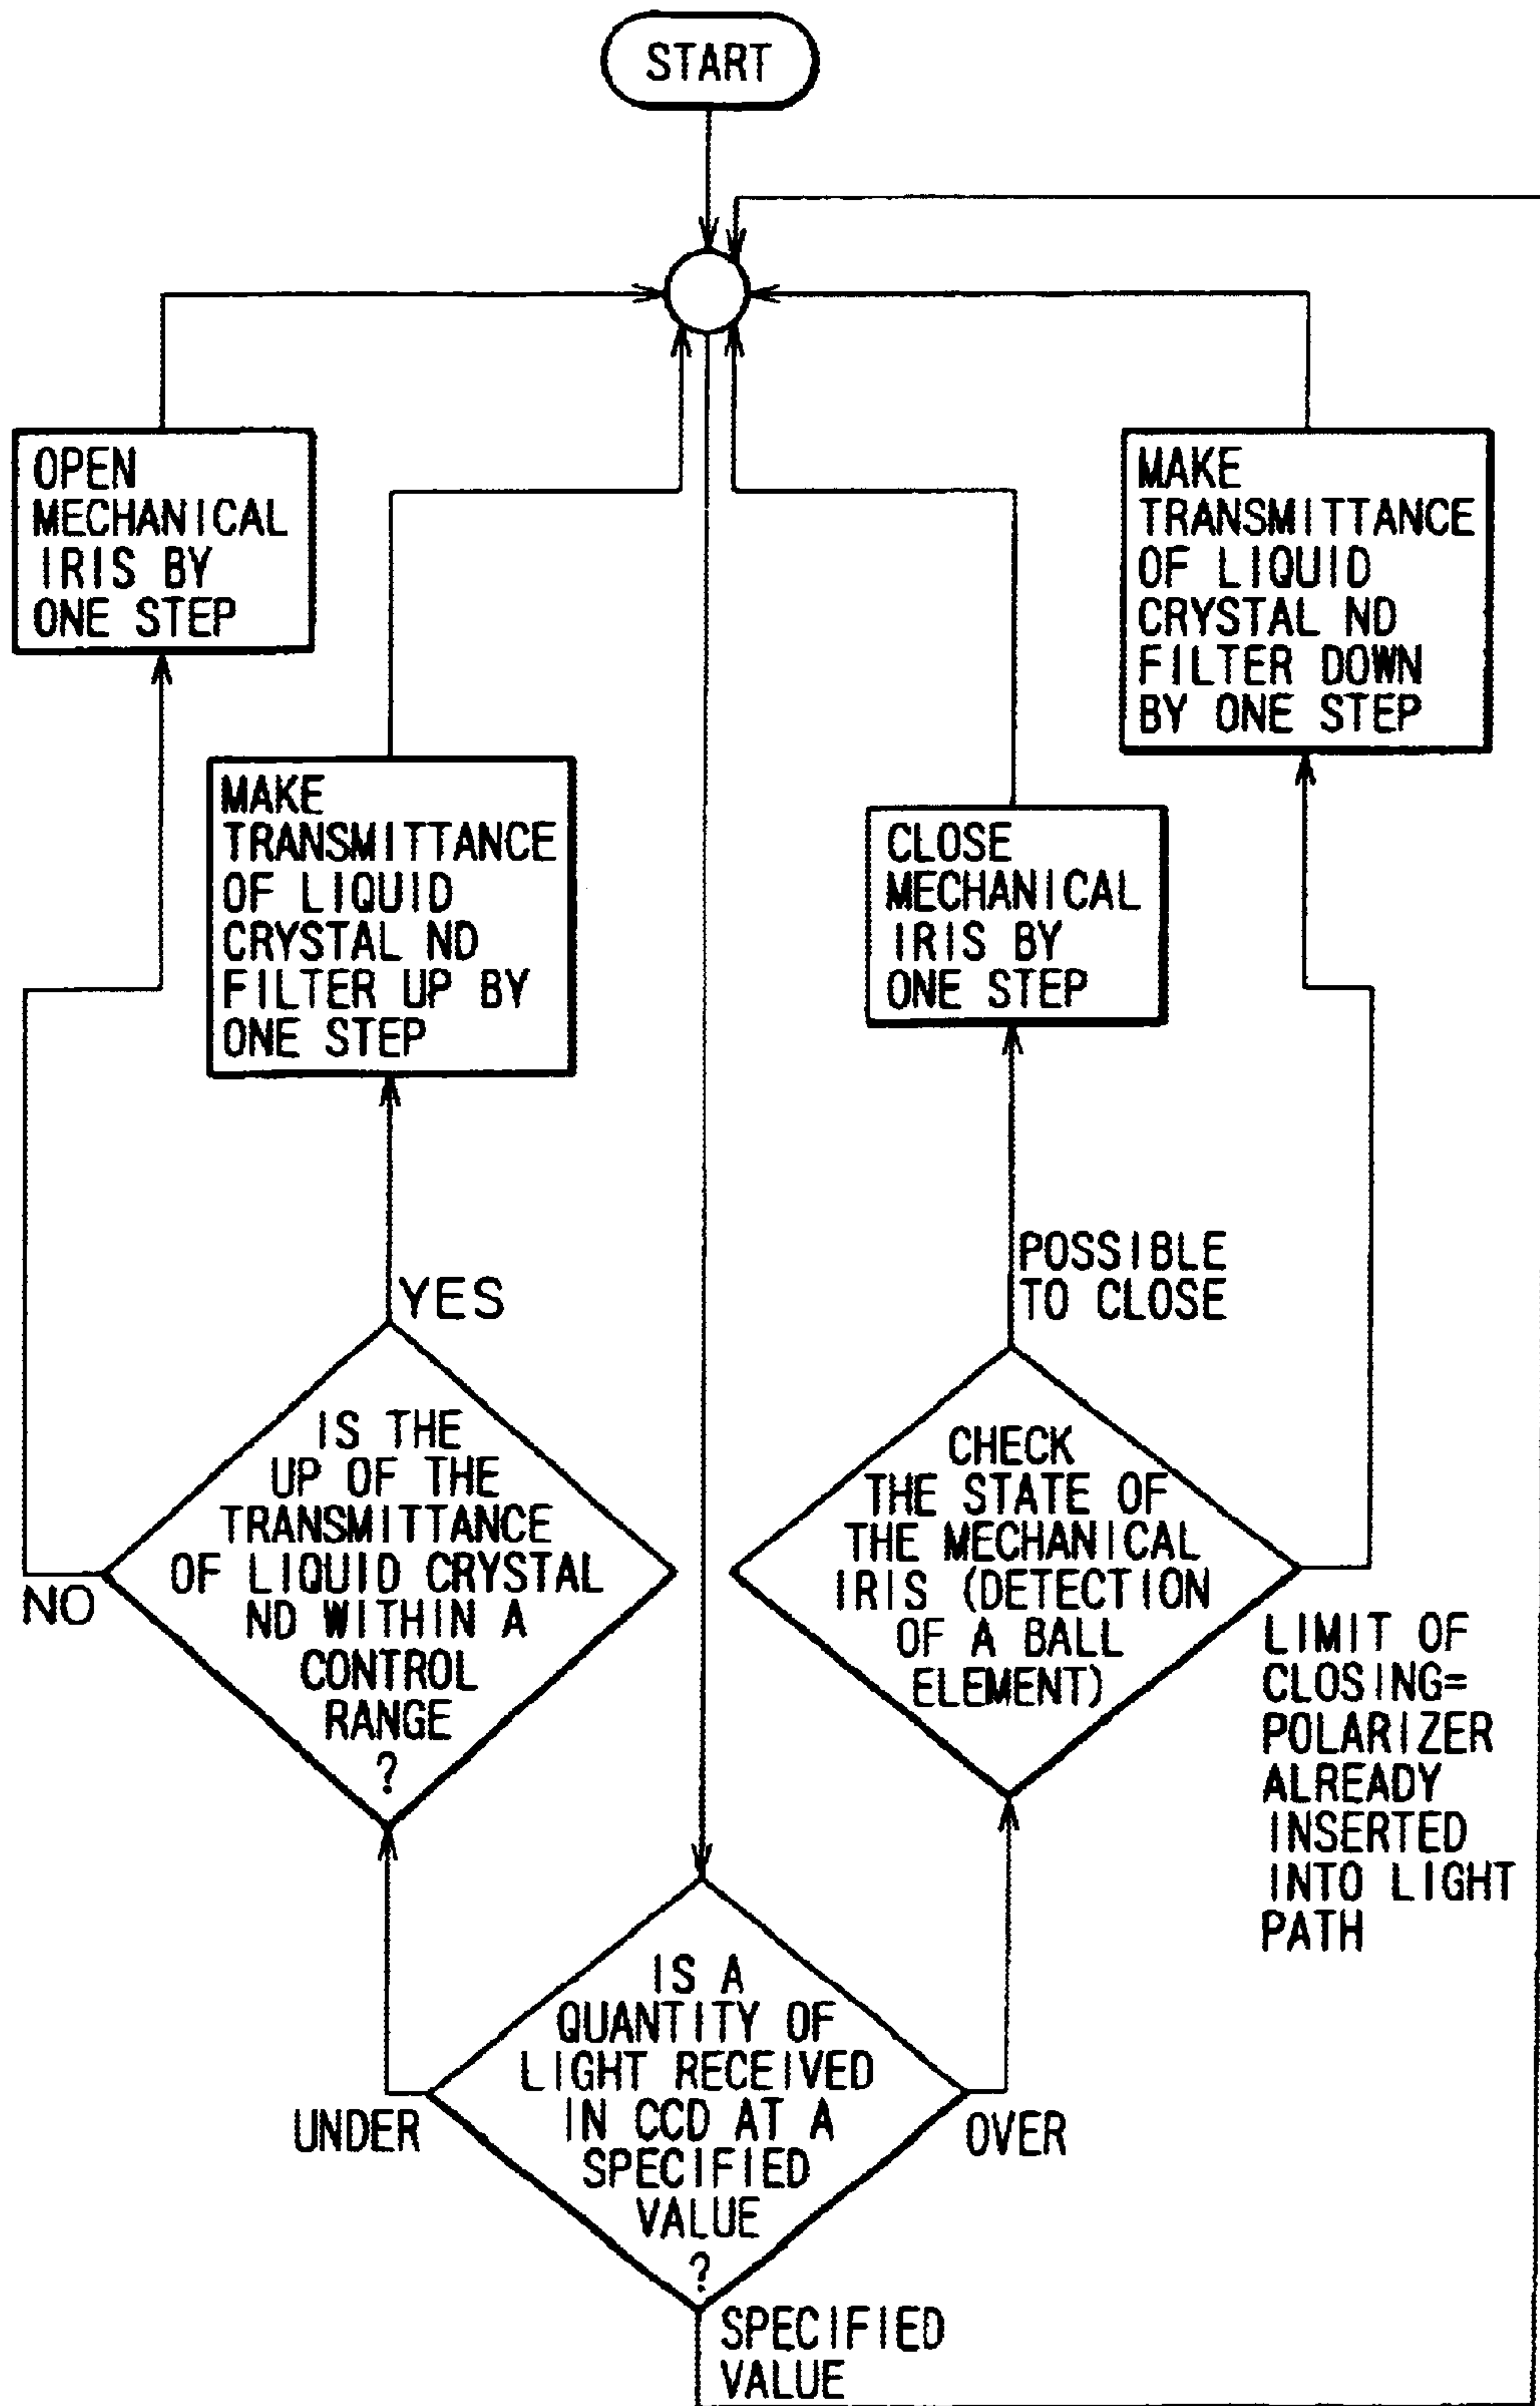 START
OPEN
MECHANICAL
IRIS BY
ONE STEP
MAKE
TRANSMITTANCE
OF LIQUID
CRYSTAL ND
FILTER DOWN
BY ONE STEP
MAKE
TRANSMITTANCE
OF LIQUID
CRYSTAL ND
FILTER UP BY
ONE STEP
CLOSE
MECHANICAL
IRIS BY
ONE STEP
YES
POSSIBLE
TO CLOSE
IS THE
UP OF THE
TRANSMITTANCE
OF LIQUID CRYSTAL
ND WITHIN A
CONTROL
RANGE
?
NO
CHECK
THE STATE OF
THE MECHANICAL
IRIS (DETECTION
OF A BALL
ELEMENT)
LIMIT OF
CLOSING=
POLARIZER
ALREADY
INSERTED
INTO LIGHT
PATH
IS A
QUANTITY OF
LIGHT RECEIVED
IN CCD AT A
SPECIFIED
VALUE
?
UNDER
OVER
SPECIFIED
VALUE